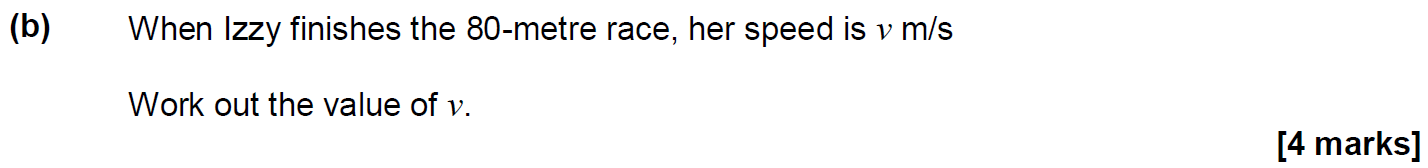 (b) When Izzy finishes the 80-metre race, her speed is v m/s
Work out the value of v.
[4 marks]